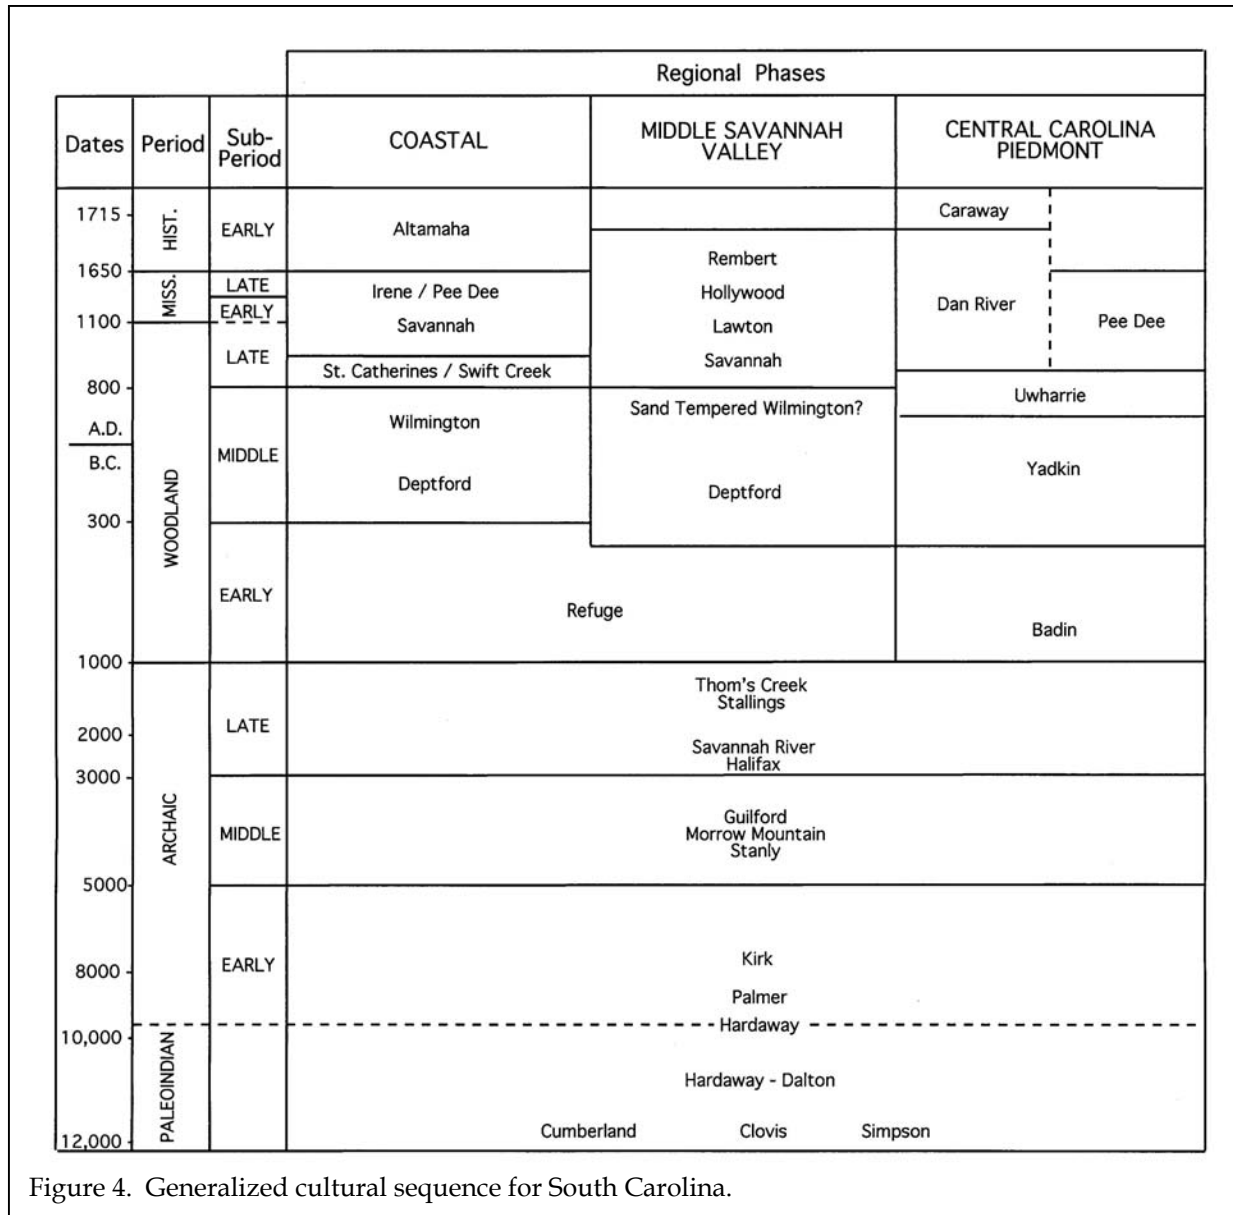 Regional Phases
Dates
Period
Sub-
Period
COASTAL
MIDDLE SAVANNAH
VALLEY
CENTRAL CAROLINA
PIEDMONT
1715
HIST.
EARLY
Altamaha
Caraway
1650
Rembert
MISS.
LATE
Irene / Pee Dee
Hollywood
Dan River
EARLY
1100
Savannah
Lawton
Pee Dee
LATE
Savannah
St. Catherines / Swift Creek
800
Uwharrie
Sand Tempered Wilmington?
Wilmington
A.D.
B.C.
WOODLAND
MIDDLE
Yadkin
Deptford
Deptford
300
EARLY
Refuge
Badin
1000
Thom's Creek
Stallings
LATE
2000
Savannah River
Halifax
3000
ARCHAIC
MIDDLE
Guilford
Morrow Mountain
Stanly
5000
EARLY
Kirk
8000
Palmer
Hardaway
10,000
PALEOINDIAN
Hardaway - Dalton
Cumberland Clovis Simpson
12,000
Figure 4. Generalized cultural sequence for South Carolina.